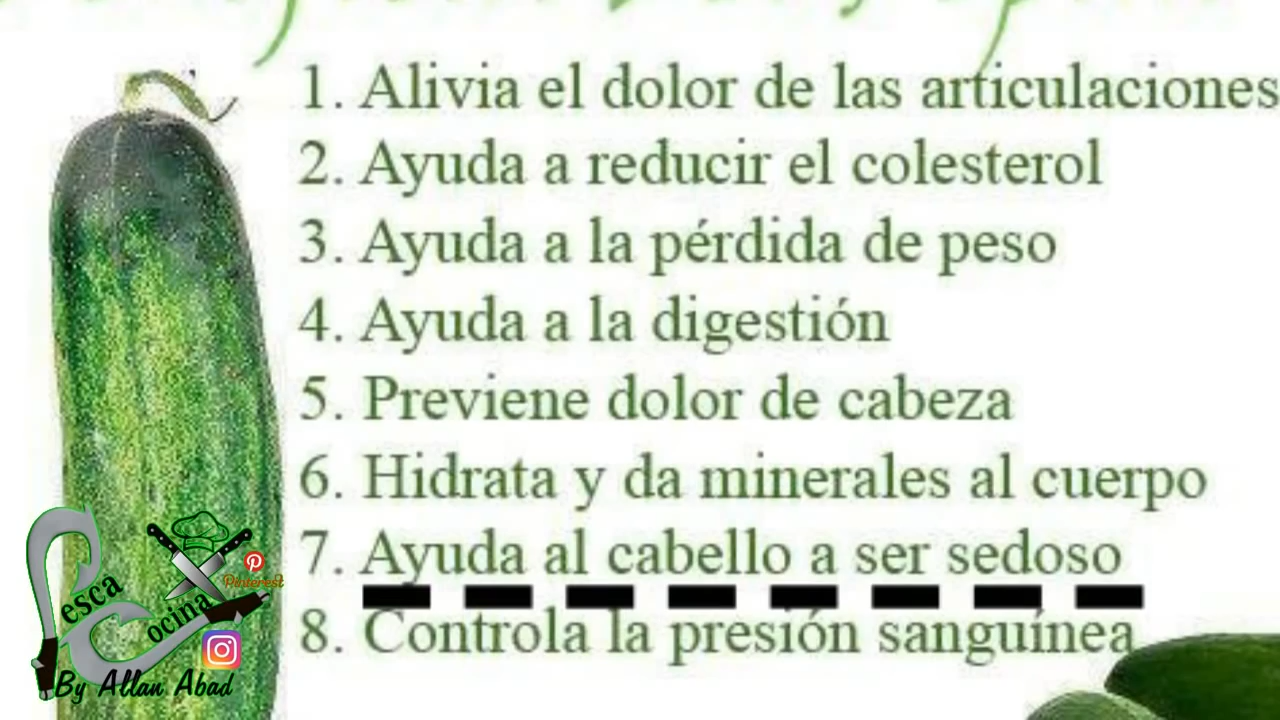 1. Alivia el dolor de las articulaciones
2. Ayuda a reducir el colesterol
3. Ayuda a la pérdida de peso
4. Ayuda a la digestión
5. Previene dolor de cabeza
6. Hidrata y da minerales al cuerpo
7. Ayuda al cabello a ser sedoso
8. Controla la presión sanguínea
Pinterest
esca
ocina
By Allan Abad